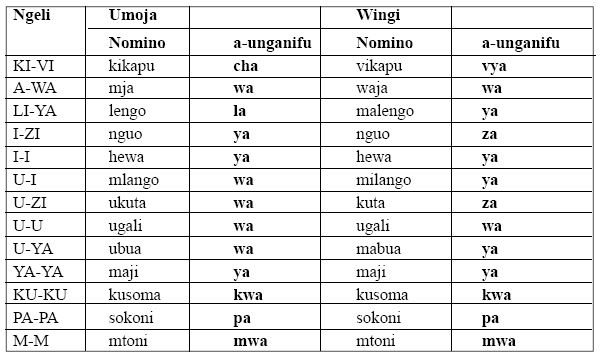 Ngeli Umoja Wingi
Nomino a-unganifu Nomino a-unganifu
KI-VI kikapu cha vikapu vya
A-WA mja wa waja wa
LI-YA lengo la malengo ya
I-ZI nguo ya nguo za
I-I hewa ya hewa ya
U-I mlango wa milango ya
U-ZI ukuta wa kuta za
U-U ugali wa ugali wa
U-YA ubua wa mabua ya
YA-YA maji ya maji ya
KU-KU kusoma kwa kusoma kwa
PA-PA sokoni pa sokoni pa
M-M mtoni mwa mtoni mwa